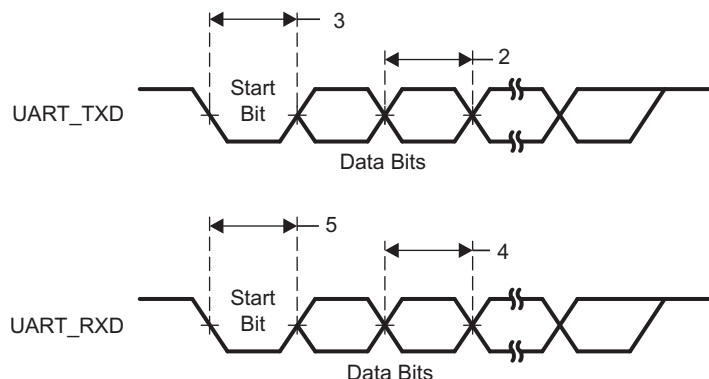 3
2
Start
Bit
UART_TXD
Data Bits
5
4
Start
Bit
UART_RXD
Data Bits